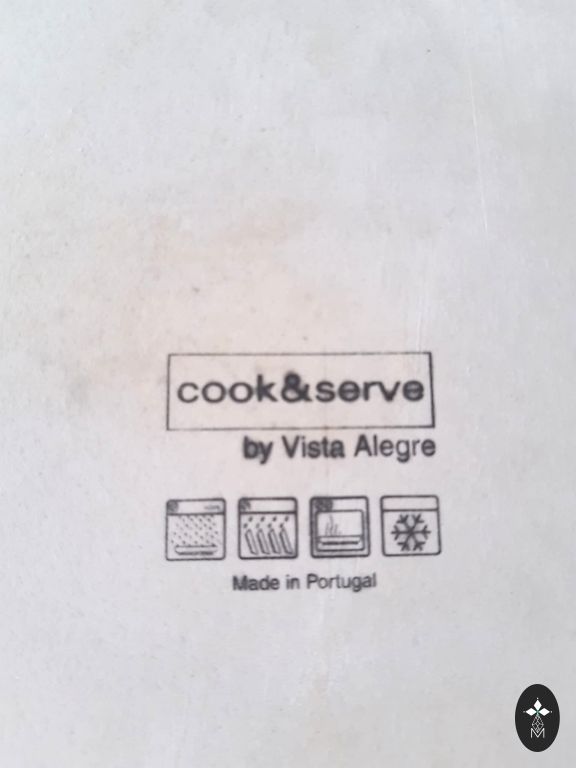 cook&serve
by Vista Alegre
Made in Portugal